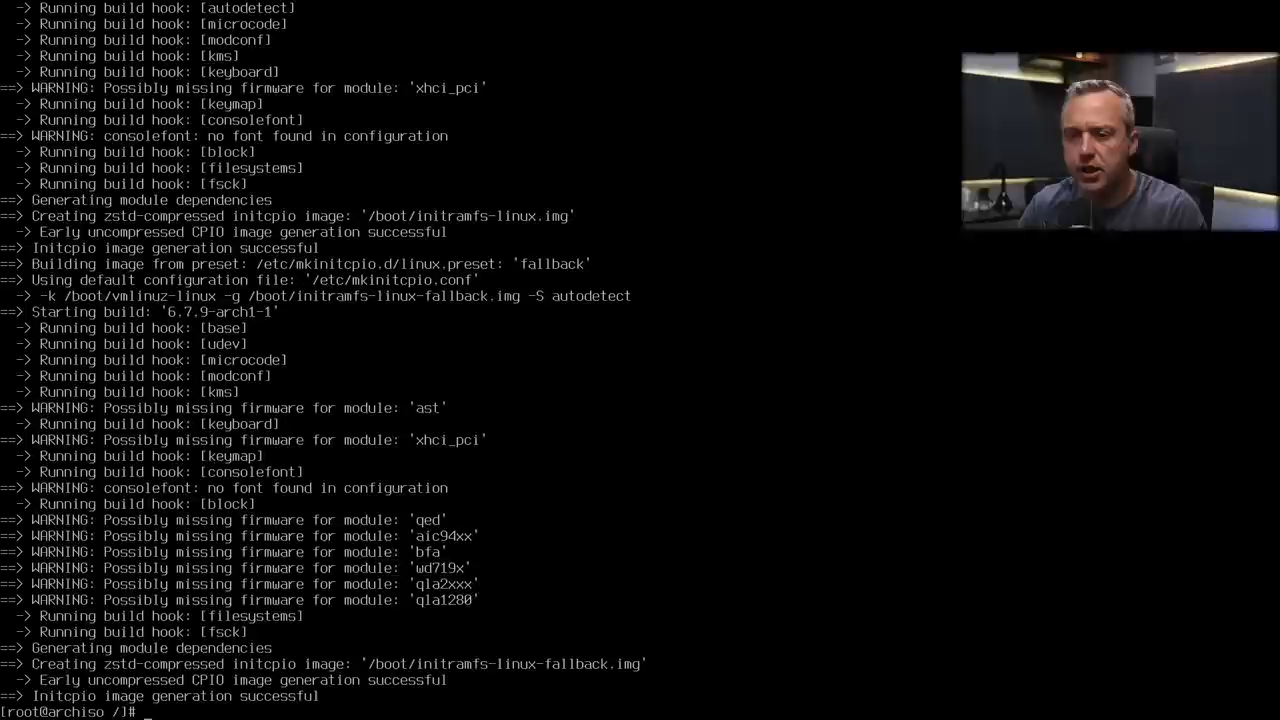 -> Running build hook: [autodetect]
-> Running build hook: [microcode]
-> Running build hook: [modconf]
-> Running build hook: [kms]
-> Running build hook: [keyboard]
==> WARNING: Possibly missing firmware for module: 'xhci_pci'
-> Running build hook: [keymap]
-> Running build hook: [consolefont]
==> WARNING: consolefont: no font found in configuration
-> Running build hook: [block]
-> Running build hook: [filesystems]
-> Running build hook: [fsck]
==> Generating module dependencies
==> Creating zstd-compressed initcpio image: '/boot/initramfs-linux.img'
-> Early uncompressed CPIO image generation successful
==> Initcpio image generation successful
==> Building image from preset: /etc/mkinitcpio.d/linux.preset: 'fallback'
==> Using default configuration file: '/etc/mkinitcpio.conf'
-> -k /boot/vmlinuz-linux -g /boot/initramfs-linux-fallback.img -S autodetect
==> Starting build: '6.7.9-arch1-1'
-> Running build hook: [base]
-> Running build hook: [udev]
-> Running build hook: [microcode]
-> Running build hook: [modconf]
-> Running build hook: [kms]
==> WARNING: Possibly missing firmware for module: 'ast'
-> Running build hook: [keyboard]
==> WARNING: Possibly missing firmware for module: 'xhci_pci'
-> Running build hook: [keymap]
-> Running build hook: [consolefont]
==> WARNING: consolefont: no font found in configuration
-> Running build hook: [block]
==> WARNING: Possibly missing firmware for module: 'qed'
==> WARNING: Possibly missing firmware for module: 'aic94xx'
==> WARNING: Possibly missing firmware for module: 'bfa'
==> WARNING: Possibly missing firmware for module: 'wd719x'
==> WARNING: Possibly missing firmware for module: 'qla2xxx'
==> WARNING: Possibly missing firmware for module: 'qla1280'
-> Running build hook: [filesystems]
-> Running build hook: [fsck]
==> Generating module dependencies
==> Creating zstd-compressed initcpio image: '/boot/initramfs-linux-fallback.img'
-> Early uncompressed CPIO image generation successful
==> Initcpio image generation successful
[root@archiso /]# _